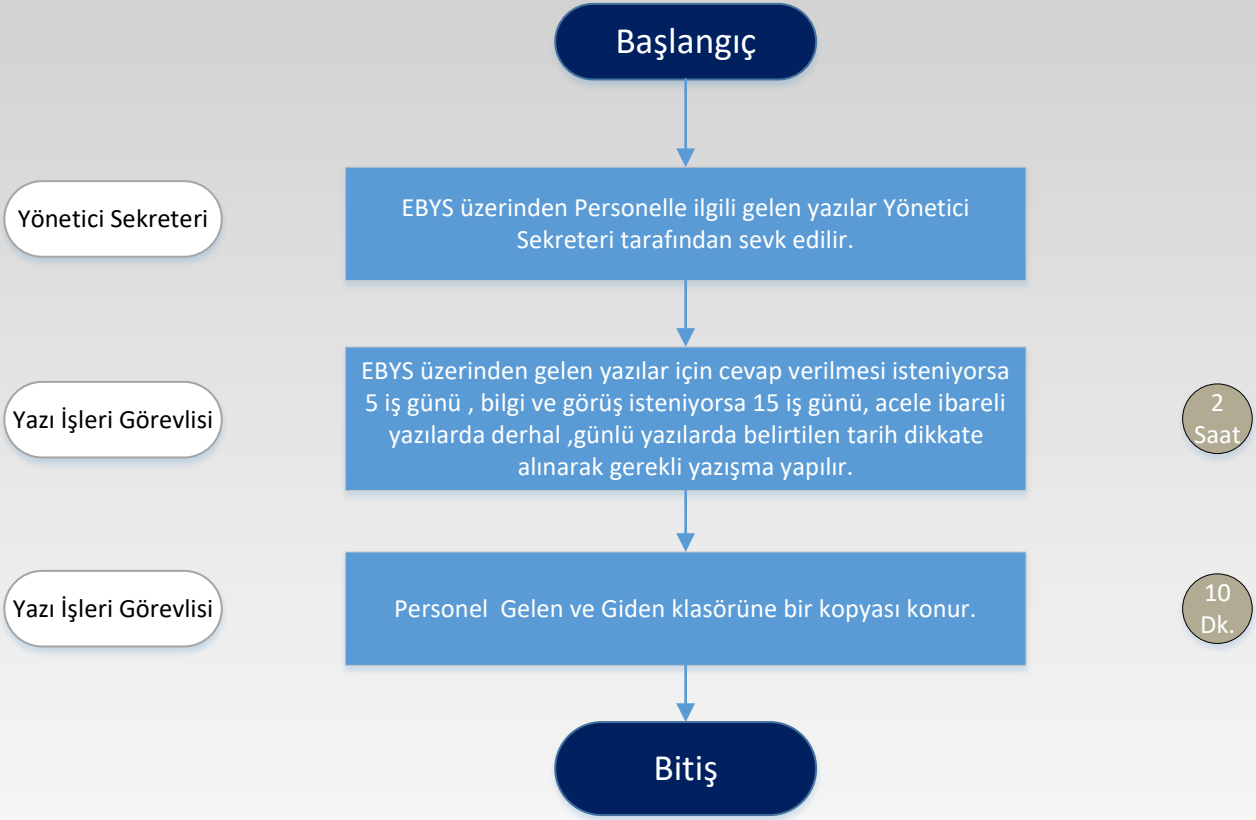 Başlangıç
Yönetici Sekreteri
EBYS üzerinden Personelle ilgili gelen yazılar Yönetici
Sekreteri tarafından sevk edilir.
Yazı İşleri Görevlisi
EBYS üzerinden gelen yazılar için cevap verilmesi isteniyorsa
5 iş günü , bilgi ve görüş isteniyorsa 15 iş günü, acele ibareli
yazılarda derhal ,günlü yazılarda belirtilen tarih dikkate
alınarak gerekli yazışma yapılır.
2
Saat
Yazı İşleri Görevlisi
Personel  Gelen ve Giden klasörüne bir kopyası konur.
10
Dk.
Bitiş